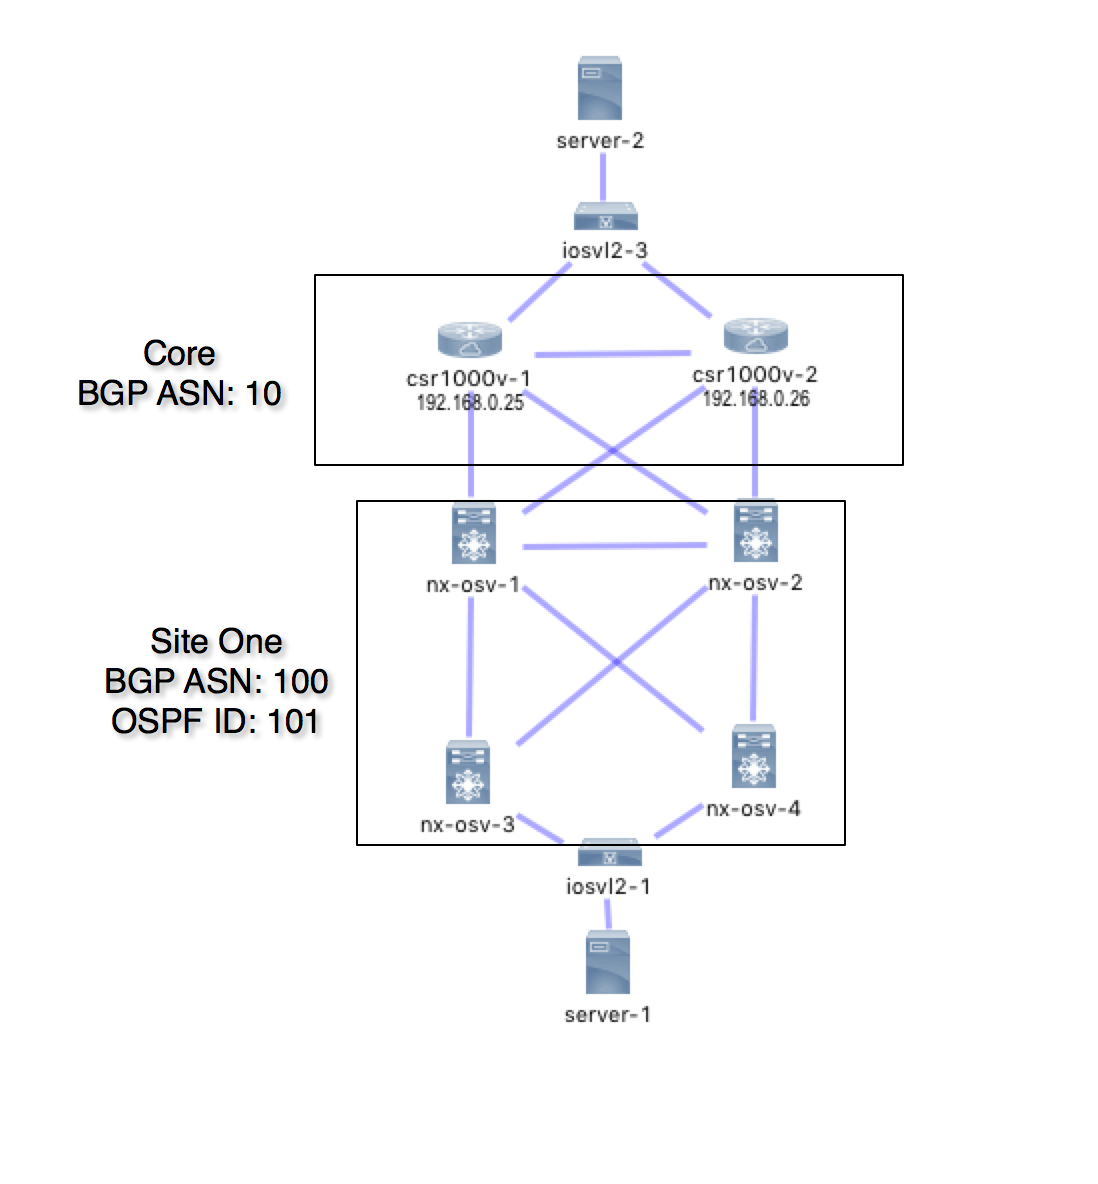 server-2
iosvl2-3
Core
BGP ASN: 10
csr1000v-1
192.168.0.25
csr1000v-2
192.168.0.26
nx-osv-1
nx-osv-2
Site One
BGP ASN: 100
OSPF ID: 101
nx-osv-3
nx-osv-4
iosvl2-1
server-1